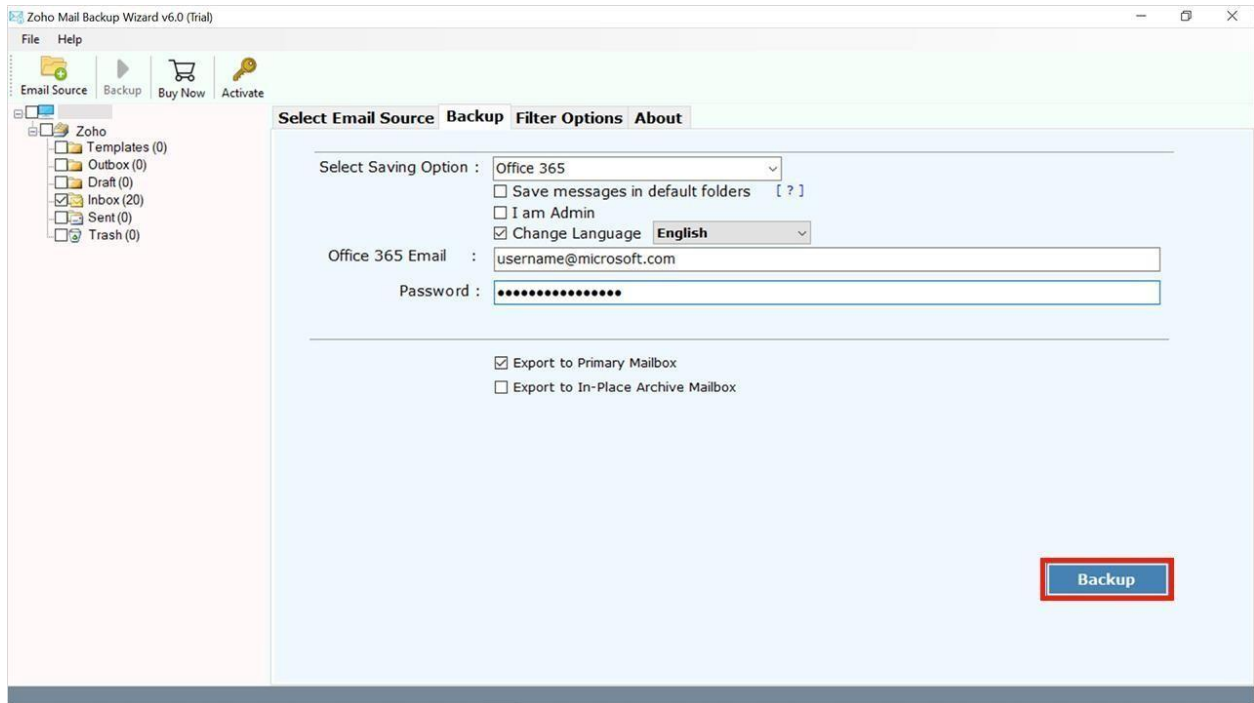 Zoho Mail Backup Wizard v6.0 (Trial)
File Help
Email Source Backup Buy Now Activate
Zoho
Templates (0)
Outbox (0)
Draft (0)
Inbox (20)
Sent (0)
Trash (0)
Select Email Source Backup Filter Options About
Select Saving Option : Office 365
Save messages in default folders [ ? ]
I am Admin
Change Language English
Office 365 Email : username@microsoft.com
Password : ••••••••••••••••
Export to Primary Mailbox
Export to In-Place Archive Mailbox
Backup